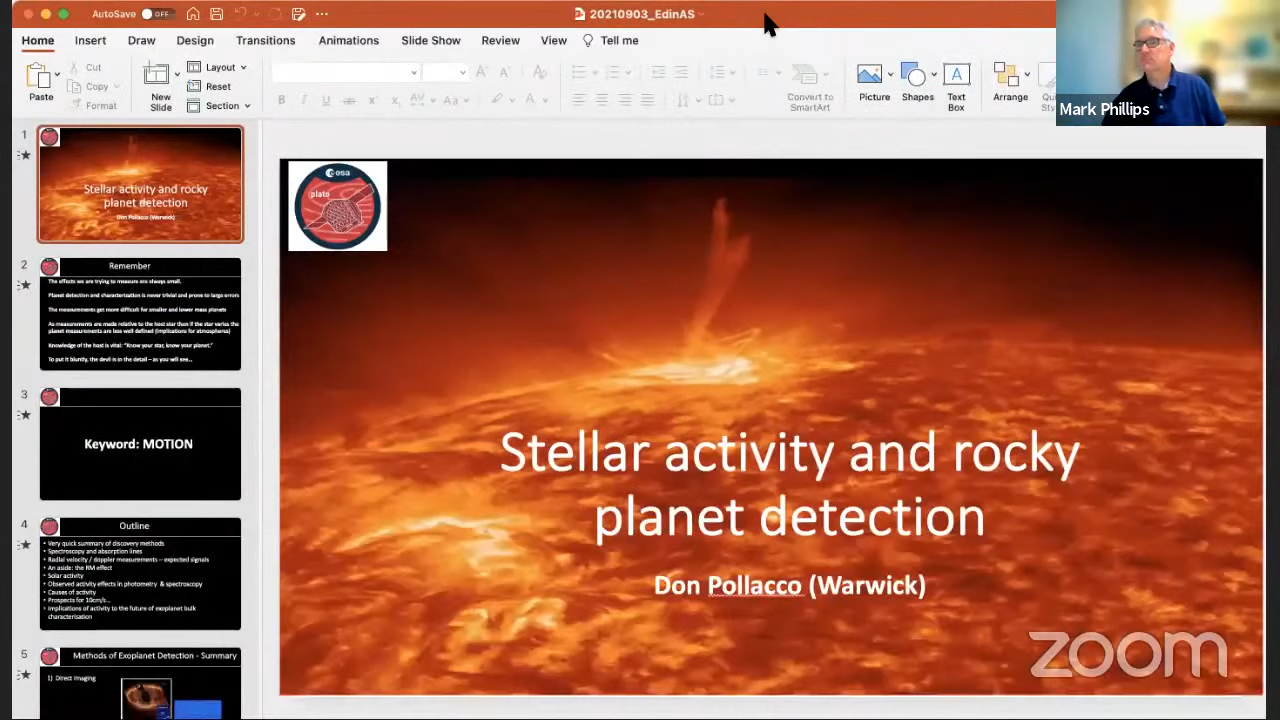 AutoSave OFF
20210903_EdinAS
Home Insert Draw Design Transitions Animations Slide Show Review View Tell me
Paste
Cut
Copy
Format
New
Slide
Layout
Reset
Section
B I U
Aa
Convert to
SmartArt
Picture
Shapes
Text
Box
Arrange
Mark Phillips
1
Stellar activity and rocky
planet detection
Don Pollacco (Warwick)
2
Remember
The effects we are trying to measure are always small.
Planet detection and characterization is never trivial and prone to large errors
The measurements get more difficult for smaller and lower mass planets
As measurements are made relative to the host star then if the star varies the
planet measurements are less well defined (implications for atmospheres)
Knowledge of the host is vital: "Know your star, know your planet."
To put it bluntly, the devil is in the detail – as you will see...
3
Keyword: MOTION
4
Outline
• Very quick summary of discovery methods
• Spectroscopy and absorption lines
• Radial velocity / doppler measurements – expected signals
• An aside: the RM effect
• Solar activity
• Observed activity effects in photometry & spectroscopy
• Causes of activity
• Prospects for 10cm/s...
• Implications of activity to the future of exoplanet bulk
characterisation
5
Methods of Exoplanet Detection - Summary
1) Direct Imaging
esa
plato
Stellar activity and rocky
planet detection
Don Pollacco (Warwick)
zoom